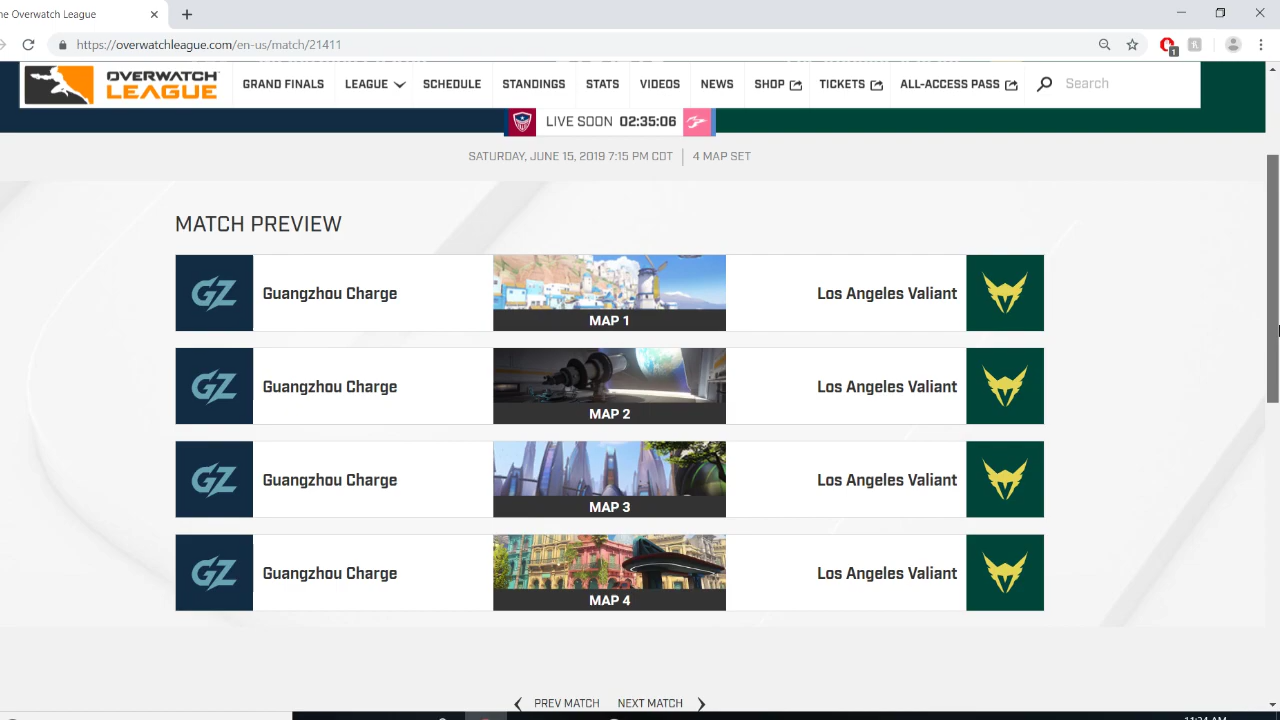 he Overwatch League
https://overwatchleague.com/en-us/match/21411
1
OVERWATCH LEAGUE
GRAND FINALS
LEAGUE
SCHEDULE
STANDINGS
STATS
VIDEOS
NEWS
SHOP
TICKETS
ALL-ACCESS PASS
Search
LIVE SOON 02:35:06
SATURDAY, JUNE 15, 2019 7:15 PM CDT
4 MAP SET
MATCH PREVIEW
GZ
Guangzhou Charge
MAP 1
Los Angeles Valiant
GZ
Guangzhou Charge
MAP 2
Los Angeles Valiant
GZ
Guangzhou Charge
MAP 3
Los Angeles Valiant
GZ
Guangzhou Charge
MAP 4
Los Angeles Valiant
PREV MATCH
NEXT MATCH